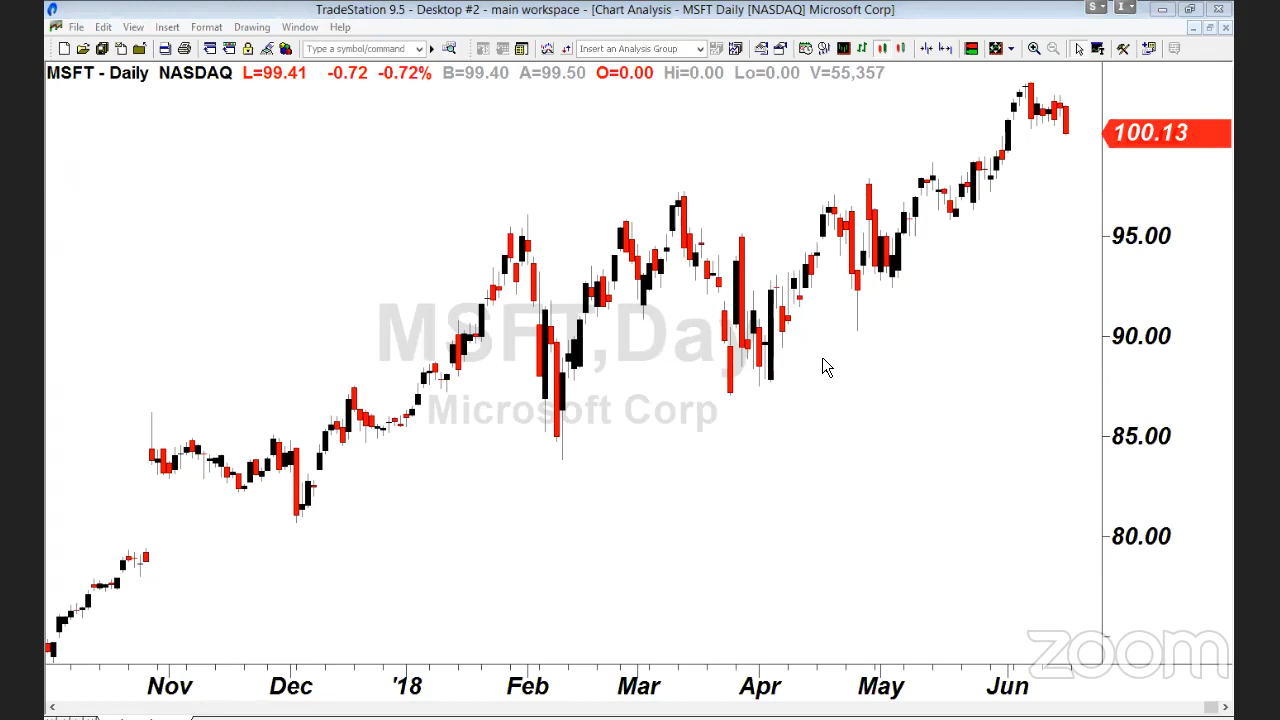 TradeStation 9.5 - Desktop #2 - main workspace - [Chart Analysis - MSFT Daily [NASDAQ] Microsoft Corp]
File Edit View Insert Format Drawing Window Help
Type a symbol/command
Insert an Analysis Group
MSFT - Daily NASDAQ L=99.41 -0.72 -0.72% B=99.40 A=99.50 O=0.00 Hi=0.00 Lo=0.00 V=55,357
100.13
95.00
90.00
85.00
80.00
MSFT,Day
Microsoft Corp
zoom
Nov Dec '18 Feb Mar Apr May Jun